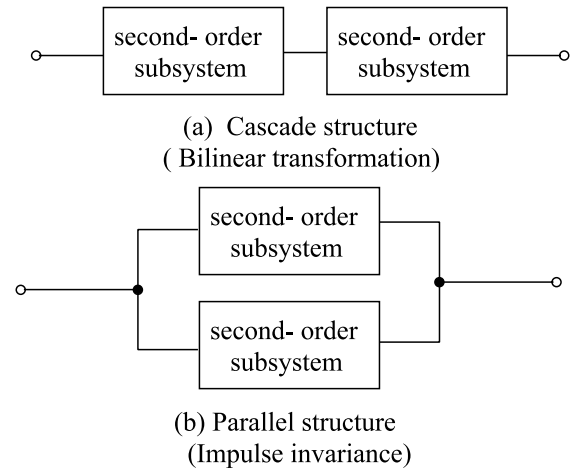 second- order second- order
subsystem subsystem
(a) Cascade structure
( Bilinear transformation)
second- order
subsystem
second- order
subsystem
(b) Parallel structure
(Impulse invariance)